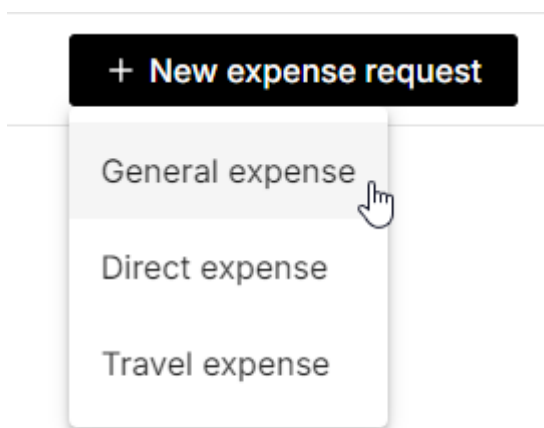 + New expense request
General expense
Direct expense
Travel expense